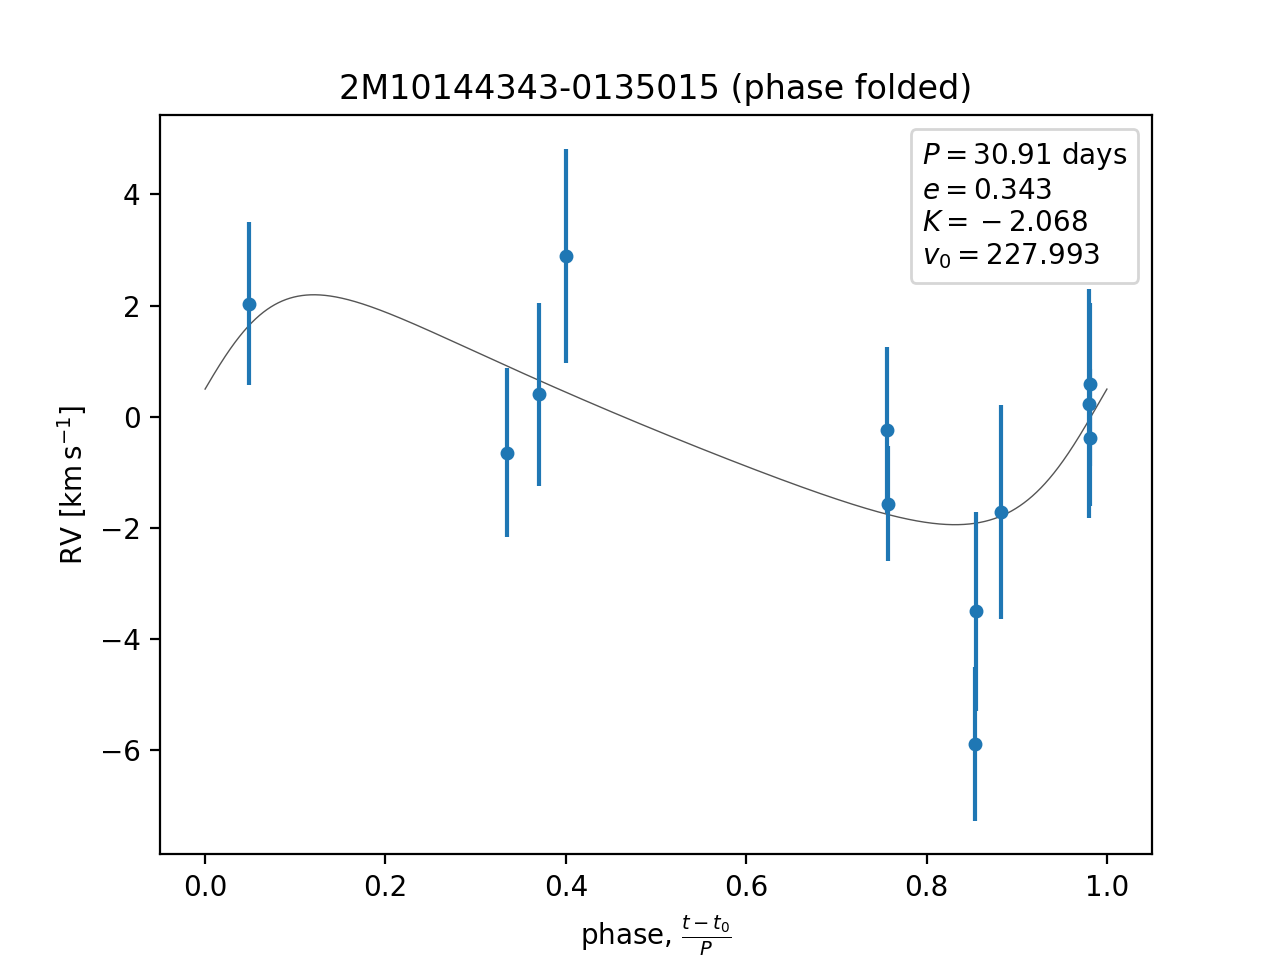 2M10144343-0135015 (phase folded)
P = 30.91 days
e = 0.343
K = −2.068
v₀ = 227.993
4
2
0
−2
−4
−6
RV [km s⁻¹]
0.0 0.2 0.4 0.6 0.8 1.0
phase, (t − t₀)/P